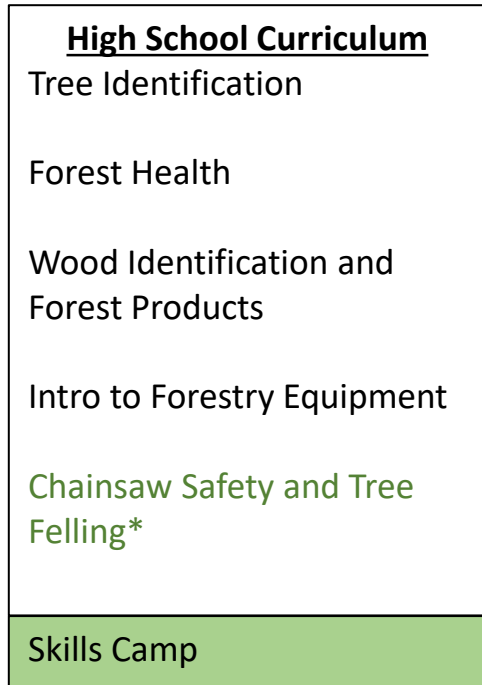 High School Curriculum
Tree Identification
Forest Health
Wood Identification and
Forest Products
Intro to Forestry Equipment
Chainsaw Safety and Tree
Felling*
Skills Camp